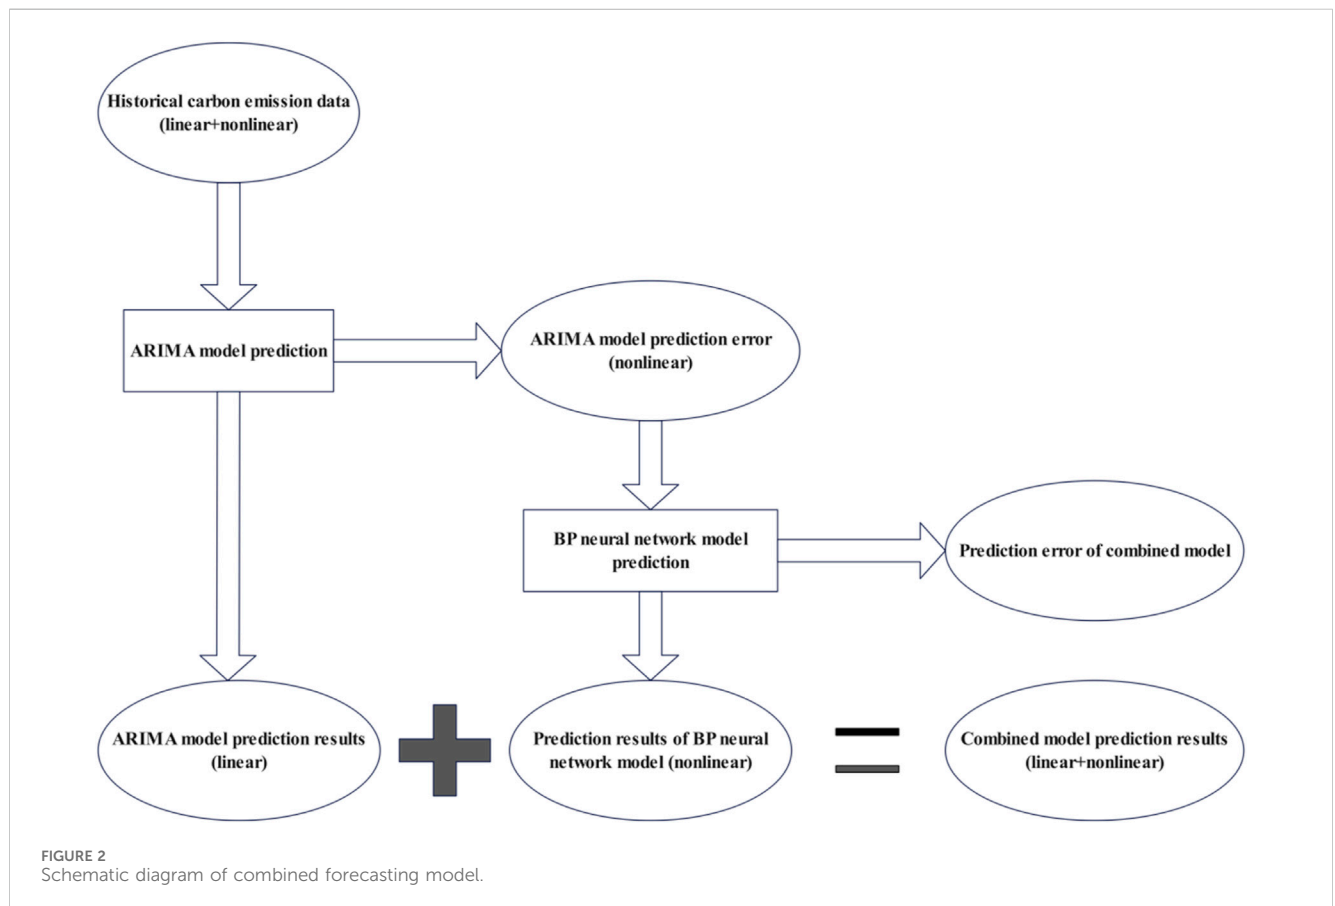 Historical carbon emission data
(linear+nonlinear)
ARIMA model prediction
ARIMA model prediction error
(nonlinear)
BP neural network model
prediction
Prediction error of combined model
ARIMA model prediction results
(linear)
Prediction results of BP neural
network model (nonlinear)
Combined model prediction results
(linear+nonlinear)
FIGURE 2
Schematic diagram of combined forecasting model.